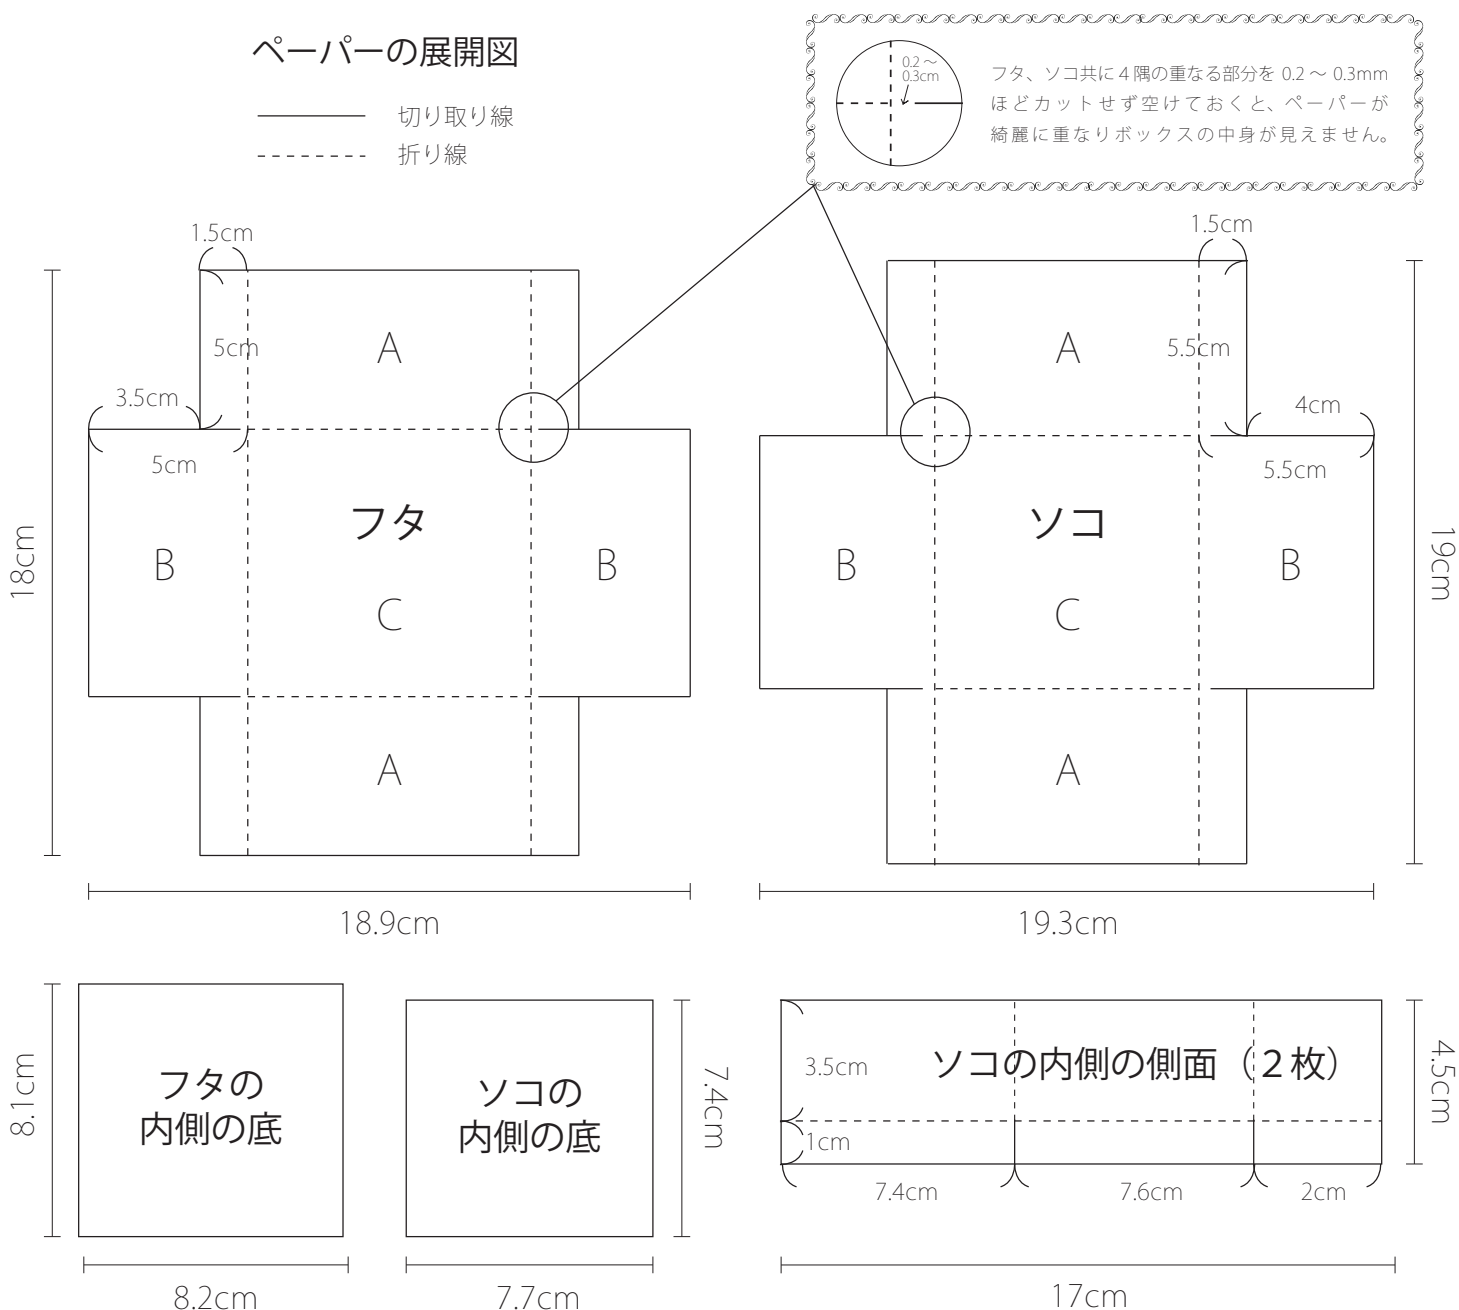 ペーパーの展開図
切り取り線
折り線
0.2～
0.3cm
フタ、ソコ共に４隅の重なる部分を 0.2 ～ 0.3mm
ほどカットせず空けておくと、ペーパーが
綺麗に重なりボックスの中身が見えません。
1.5cm
5cm
3.5cm
5cm
A
フタ
B
B
C
A
18cm
18.9cm
1.5cm
5.5cm
4cm
5.5cm
A
ソコ
B
B
C
A
19cm
19.3cm
フタの
内側の底
8.1cm
8.2cm
ソコの
内側の底
7.4cm
7.7cm
ソコの内側の側面（２枚）
3.5cm
1cm
7.4cm
7.6cm
2cm
4.5cm
17cm